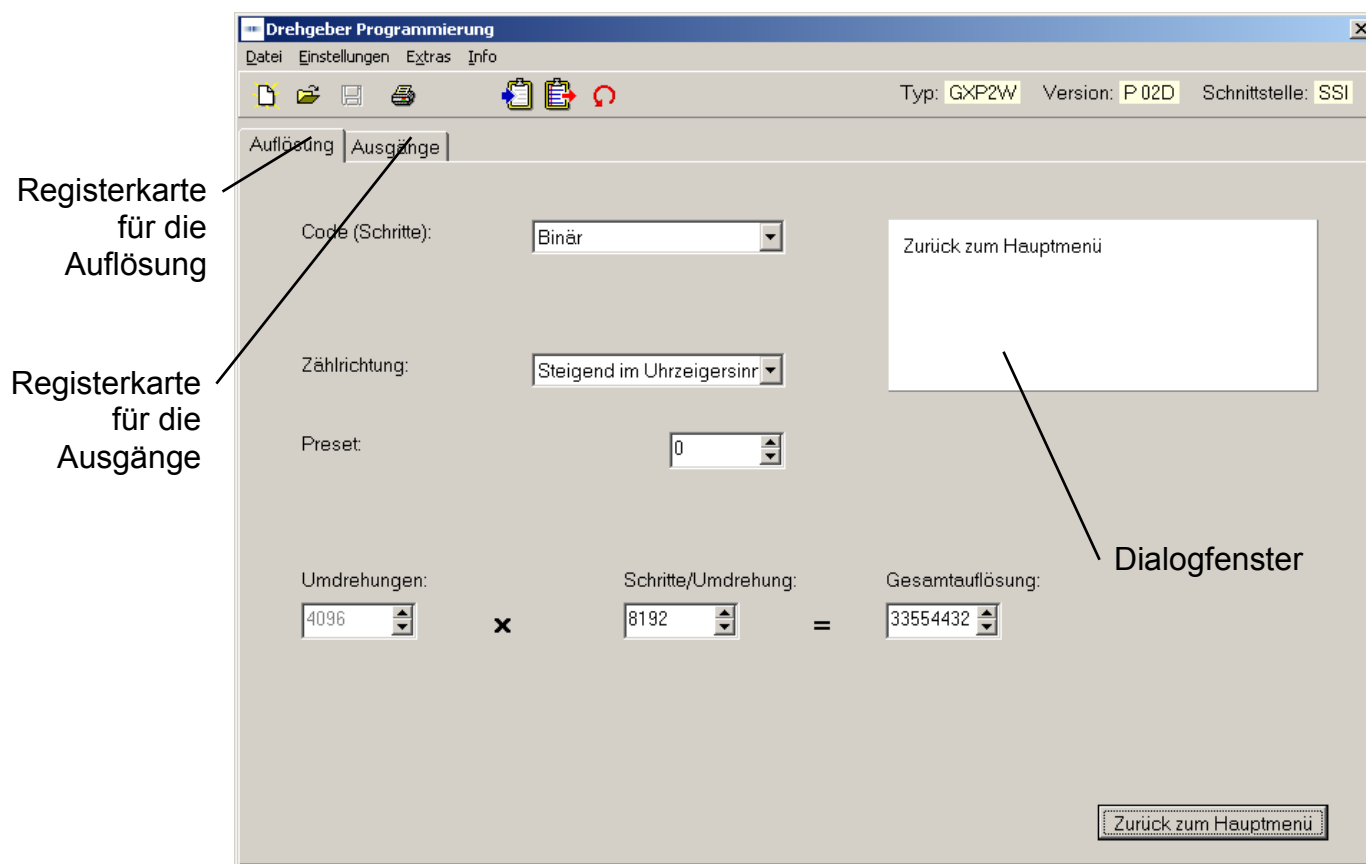 Drehgeber Programmierung
Datei Einstellungen Extras Info
Typ: GXP2W Version: P 02D Schnittstelle: SSI
Auflösung Ausgänge
Registerkarte
für die
Auflösung
Code (Schritte): Binär
Zurück zum Hauptmenü
Zählrichtung: Steigend im Uhrzeigersinr
Registerkarte
für die
Ausgänge
Preset: 0
Dialogfenster
Umdrehungen: Schritte/Umdrehung: Gesamtauflösung:
4096 x 8192 = 33554432
Zurück zum Hauptmenü